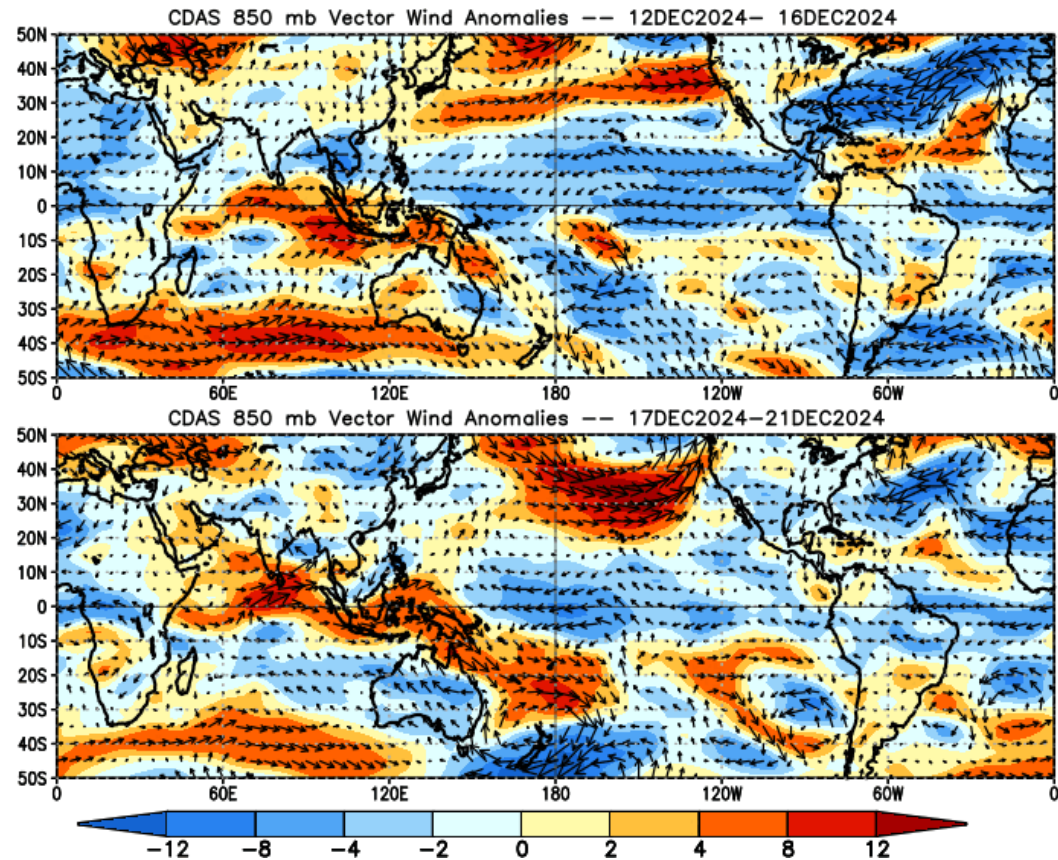 CDAS 850 mb Vector Wind Anomalies -- 12DEC2024- 16DEC2024
50N
40N
30N
20N
10N
0
10S
20S
30S
40S
50S
0 60E 120E 180 120W 60W 0
CDAS 850 mb Vector Wind Anomalies -- 17DEC2024-21DEC2024
50N
40N
30N
20N
10N
0
10S
20S
30S
40S
50S
0 60E 120E 180 120W 60W 0
-12 -8 -4 -2 0 2 4 8 12